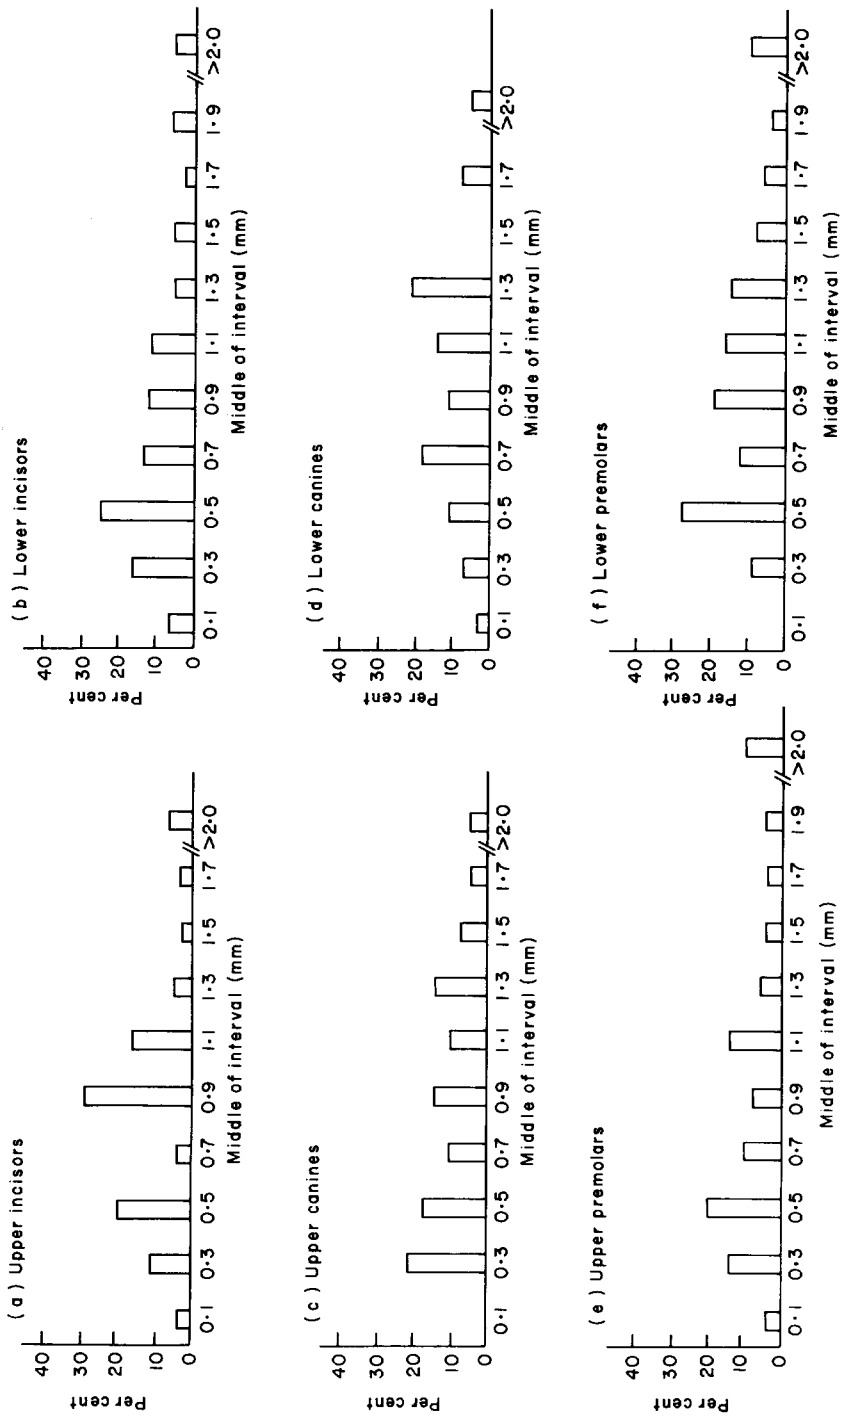 (a) Upper incisors
Per cent
40
30
20
10
0
0·1 0·3 0·5 0·7 0·9 1·1 1·3 1·5 1·7 >2·0
Middle of interval (mm)
(b) Lower incisors
Per cent
40
30
20
10
0
0·1 0·3 0·5 0·7 0·9 1·1 1·3 1·5 1·7 1·9 >2·0
Middle of interval (mm)
(c) Upper canines
Per cent
40
30
20
10
0
0·1 0·3 0·5 0·7 0·9 1·1 1·3 1·5 1·7 >2·0
Middle of interval (mm)
(d) Lower canines
Per cent
40
30
20
10
0
0·1 0·3 0·5 0·7 0·9 1·1 1·3 1·5 1·7 >2·0
Middle of interval (mm)
(e) Upper premolars
Per cent
40
30
20
10
0
0·1 0·3 0·5 0·7 0·9 1·1 1·3 1·5 1·7 1·9 >2·0
Middle of interval (mm)
(f) Lower premolars
Per cent
40
30
20
10
0
0·1 0·3 0·5 0·7 0·9 1·1 1·3 1·5 1·7 1·9 >2·0
Middle of interval (mm)